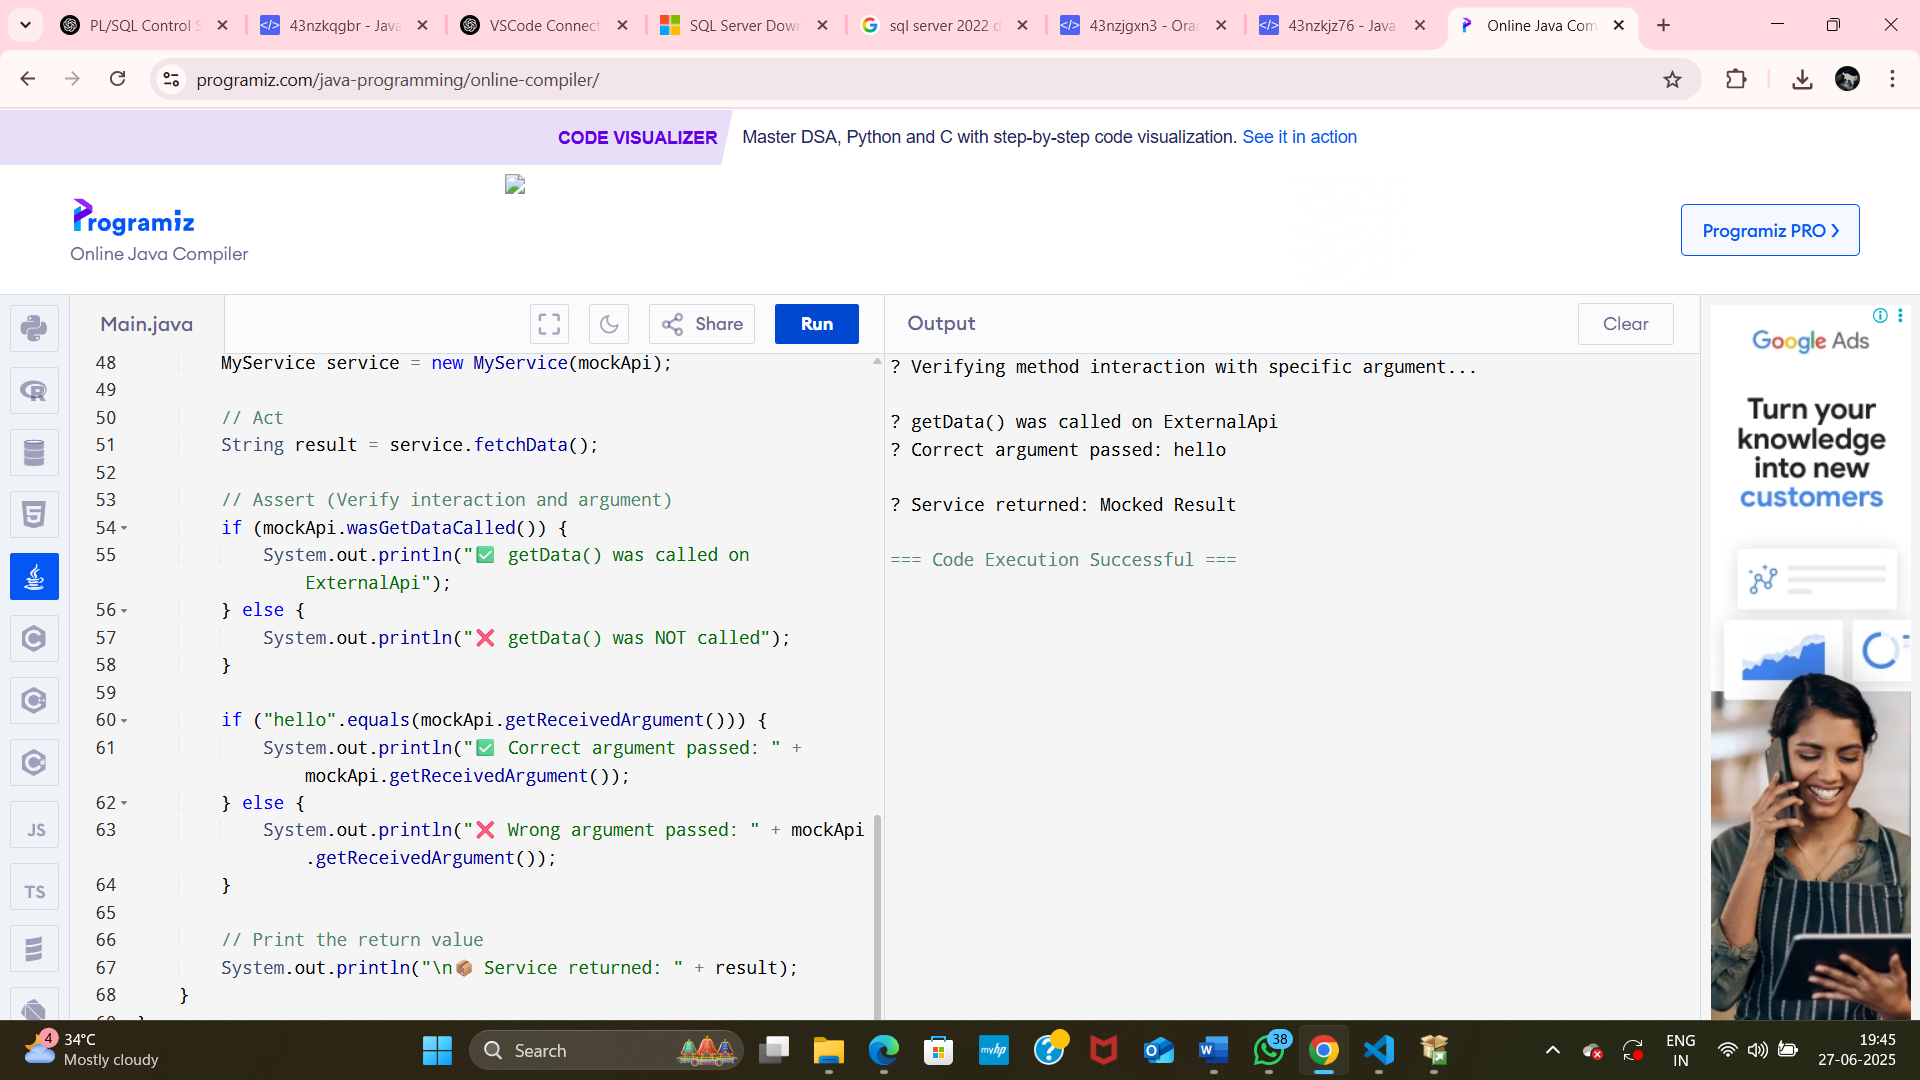 PL/SQL Control S
43nzkqgbr - Java
VSCode Connect
SQL Server Down
sql server 2022 d
43nzjgxn3 - Orac
43nzkjz76 - Java
Online Java Com
programiz.com/java-programming/online-compiler/
CODE VISUALIZER
Master DSA, Python and C with step-by-step code visualization. See it in action
Programiz
Online Java Compiler
Programiz PRO
Main.java
Share
Run
Output
Clear
48 MyService service = new MyService(mockApi);
49
50 // Act
51 String result = service.fetchData();
52
53 // Assert (Verify interaction and argument)
54 if (mockApi.wasGetDataCalled()) {
55 System.out.println("✅ getData() was called on
ExternalApi");
56 } else {
57 System.out.println("❌ getData() was NOT called");
58 }
59
60 if ("hello".equals(mockApi.getReceivedArgument())) {
61 System.out.println("✅ Correct argument passed: " +
mockApi.getReceivedArgument());
62 } else {
63 System.out.println("❌ Wrong argument passed: " + mockApi
.getReceivedArgument());
64 }
65
66 // Print the return value
67 System.out.println("\n📦 Service returned: " + result);
68 }
? Verifying method interaction with specific argument...
? getData() was called on ExternalApi
? Correct argument passed: hello
? Service returned: Mocked Result
=== Code Execution Successful ===
JS
TS
Google Ads
Turn your
knowledge
into new
customers
4
34°C
Mostly cloudy
Search
myhp
38
ENG
IN
19:45
27-06-2025